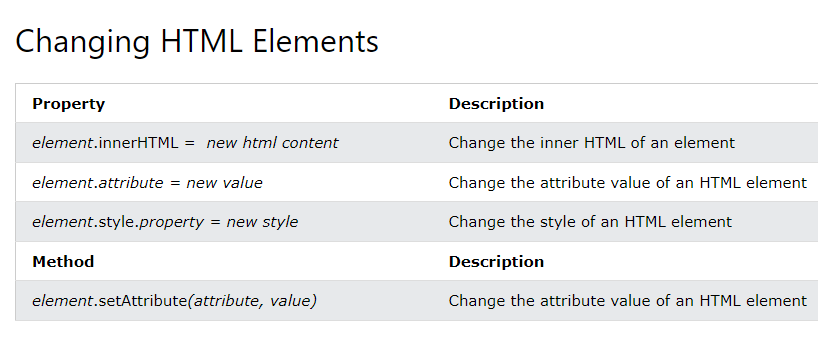 Changing HTML Elements
Property Description
element.innerHTML =  new html content Change the inner HTML of an element
element.attribute = new value Change the attribute value of an HTML element
element.style.property = new style Change the style of an HTML element
Method Description
element.setAttribute(attribute, value) Change the attribute value of an HTML element